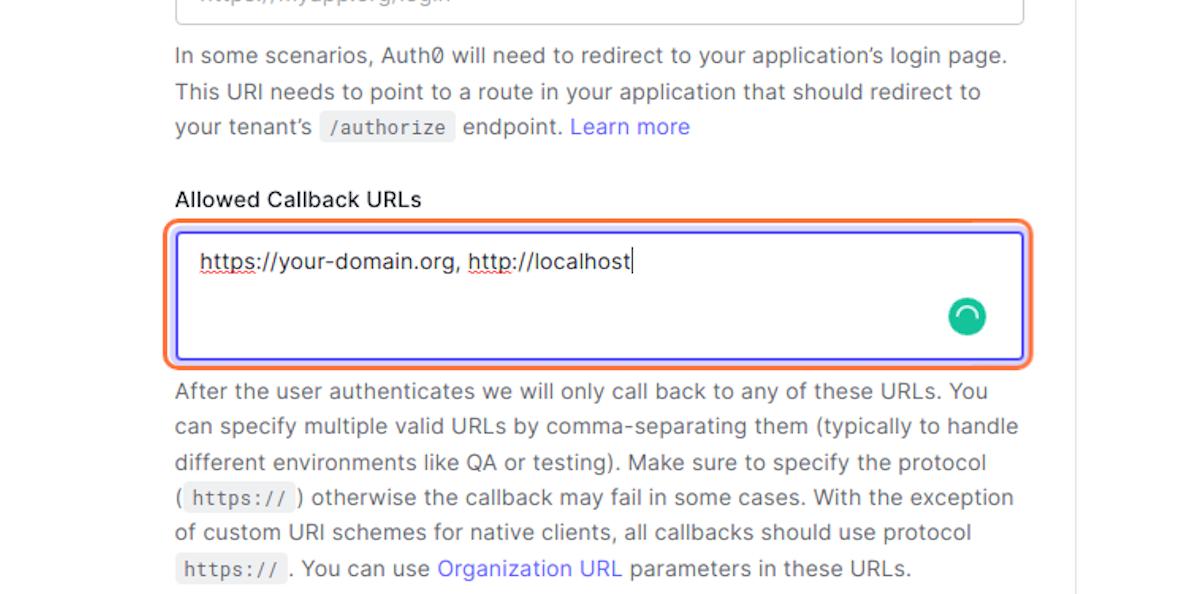 https://myapp.org/login
In some scenarios, Auth0 will need to redirect to your application’s login page.
This URI needs to point to a route in your application that should redirect to
your tenant’s /authorize endpoint. Learn more
Allowed Callback URLs
https://your-domain.org, http://localhost
After the user authenticates we will only call back to any of these URLs. You
can specify multiple valid URLs by comma-separating them (typically to handle
different environments like QA or testing). Make sure to specify the protocol
( https:// ) otherwise the callback may fail in some cases. With the exception
of custom URI schemes for native clients, all callbacks should use protocol
https:// . You can use Organization URL parameters in these URLs.